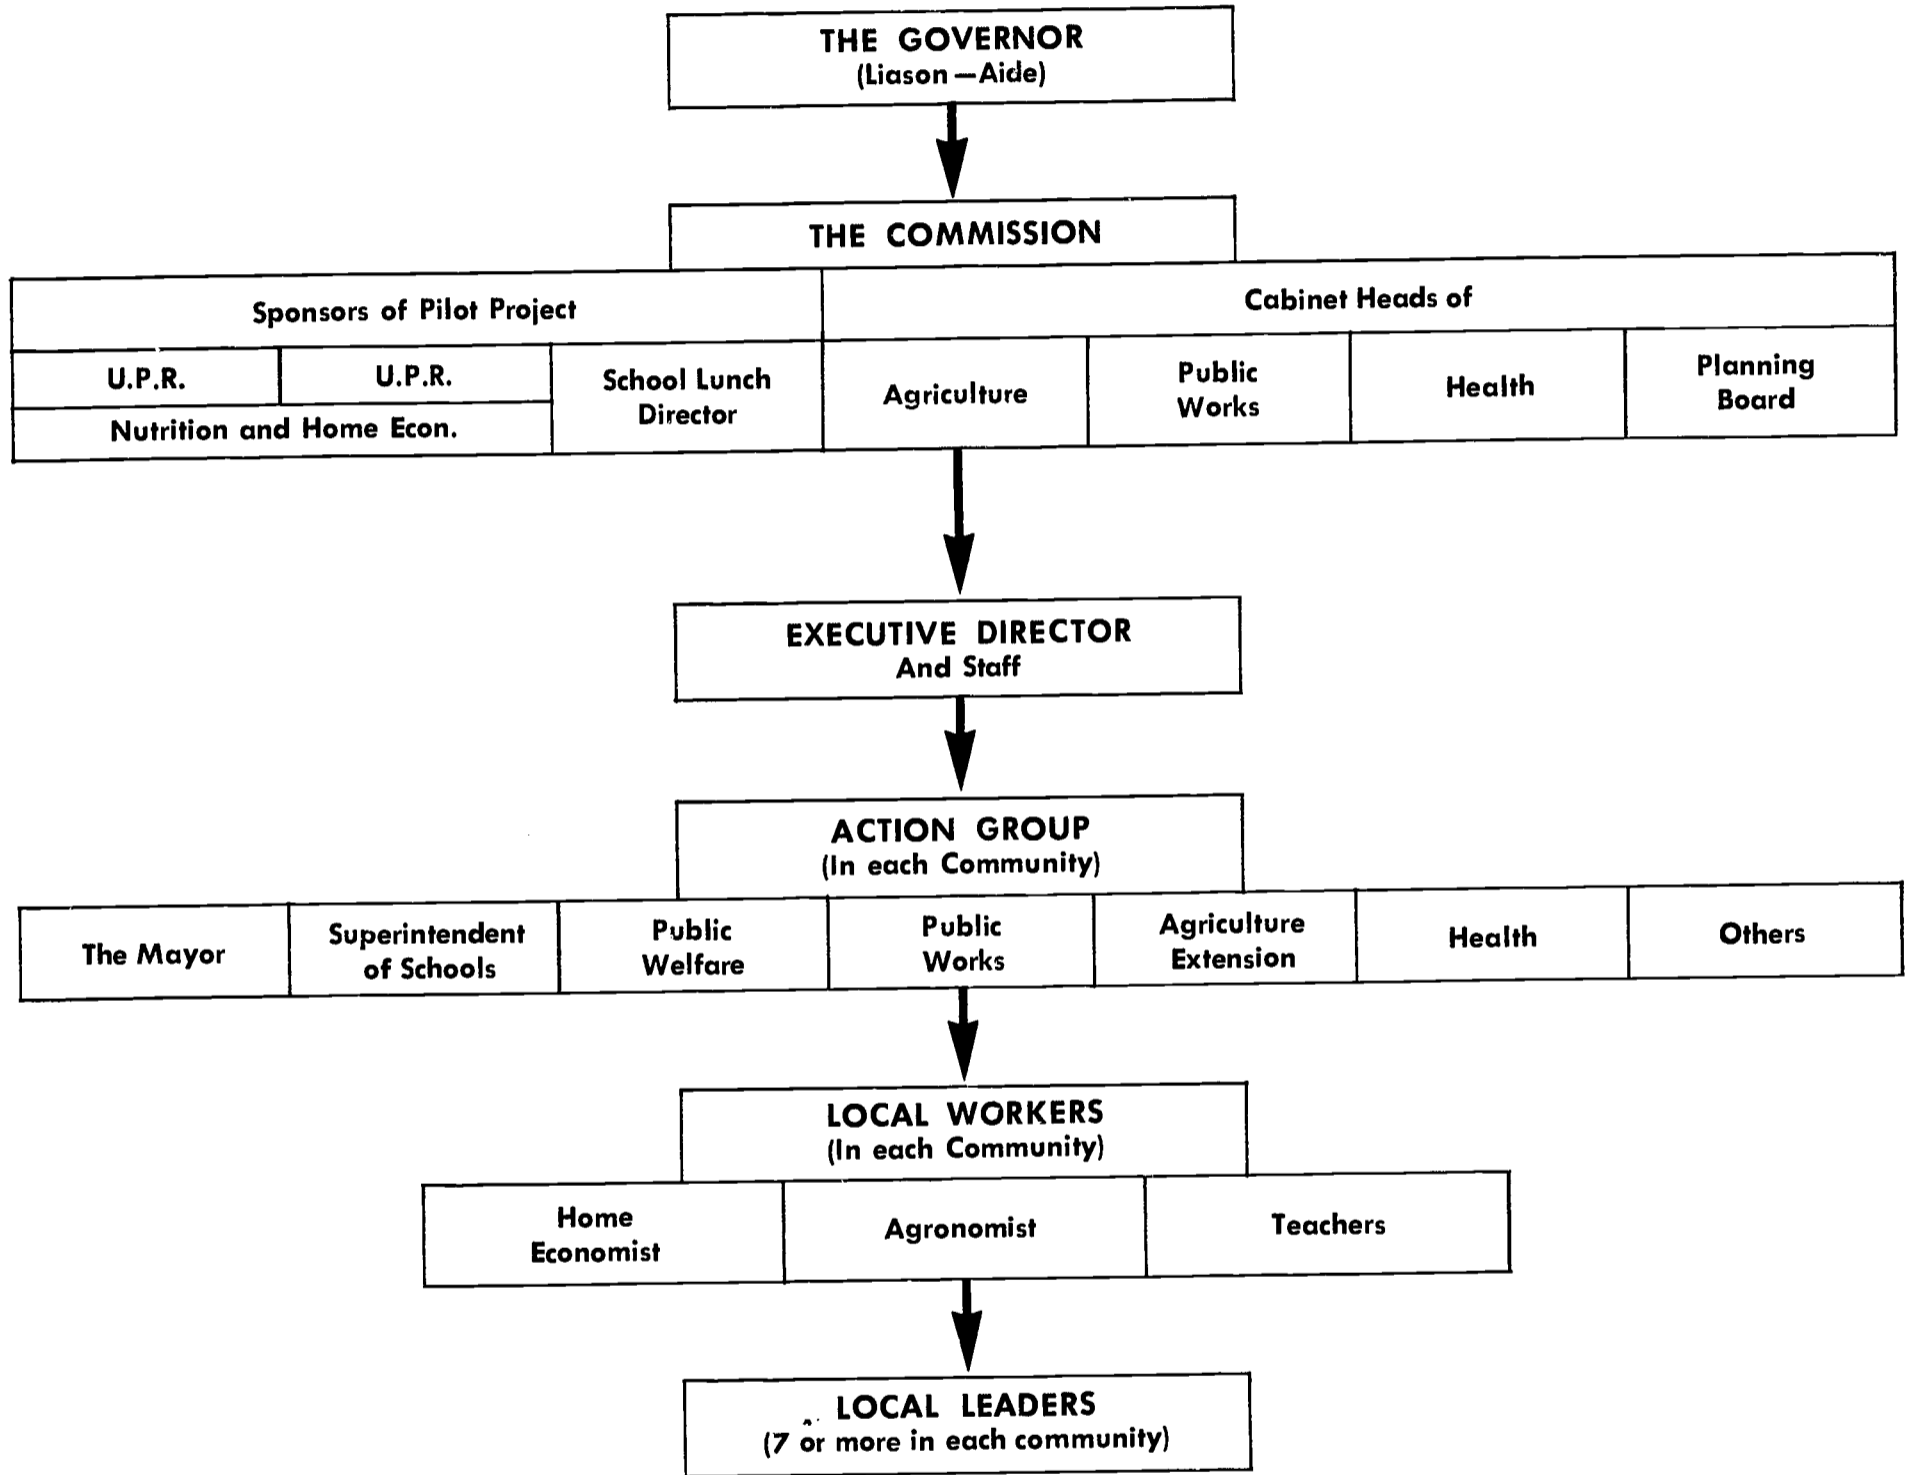 THE GOVERNOR
(Liason—Aide)
THE COMMISSION
Sponsors of Pilot Project
Cabinet Heads of
U.P.R.
U.P.R.
Nutrition and Home Econ.
School Lunch
Director
Agriculture
Public
Works
Health
Planning
Board
EXECUTIVE DIRECTOR
And Staff
ACTION GROUP
(In each Community)
The Mayor
Superintendent
of Schools
Public
Welfare
Public
Works
Agriculture
Extension
Health
Others
LOCAL WORKERS
(In each Community)
Home
Economist
Agronomist
Teachers
LOCAL LEADERS
(7 or more in each community)